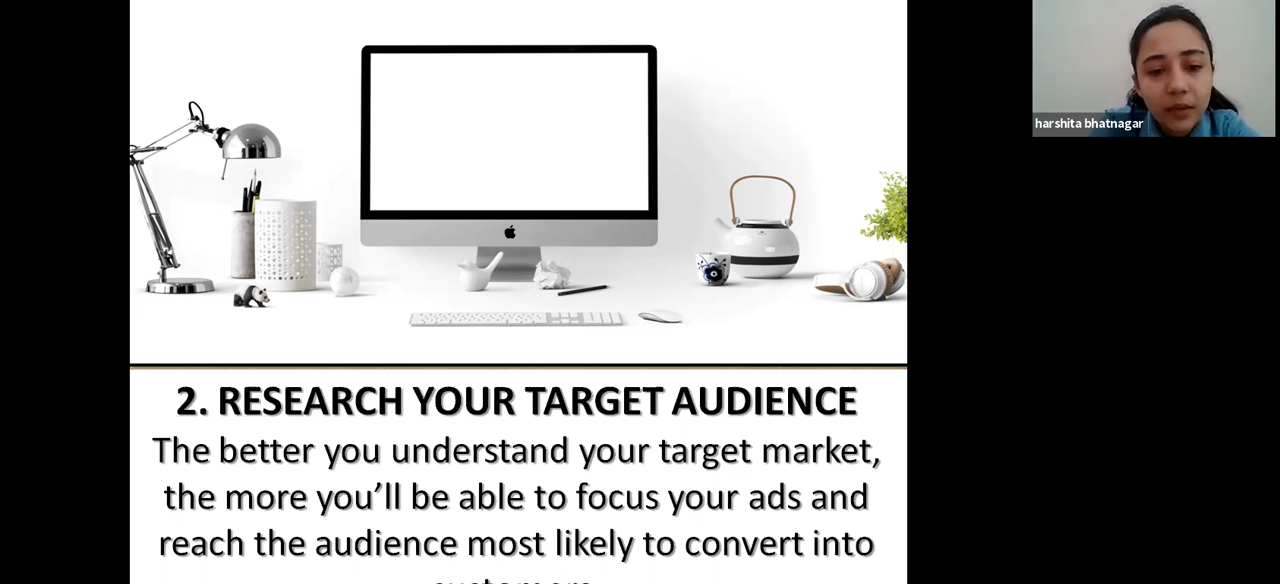 harshita bhatnagar
2. RESEARCH YOUR TARGET AUDIENCE
The better you understand your target market,
the more you'll be able to focus your ads and
reach the audience most likely to convert into